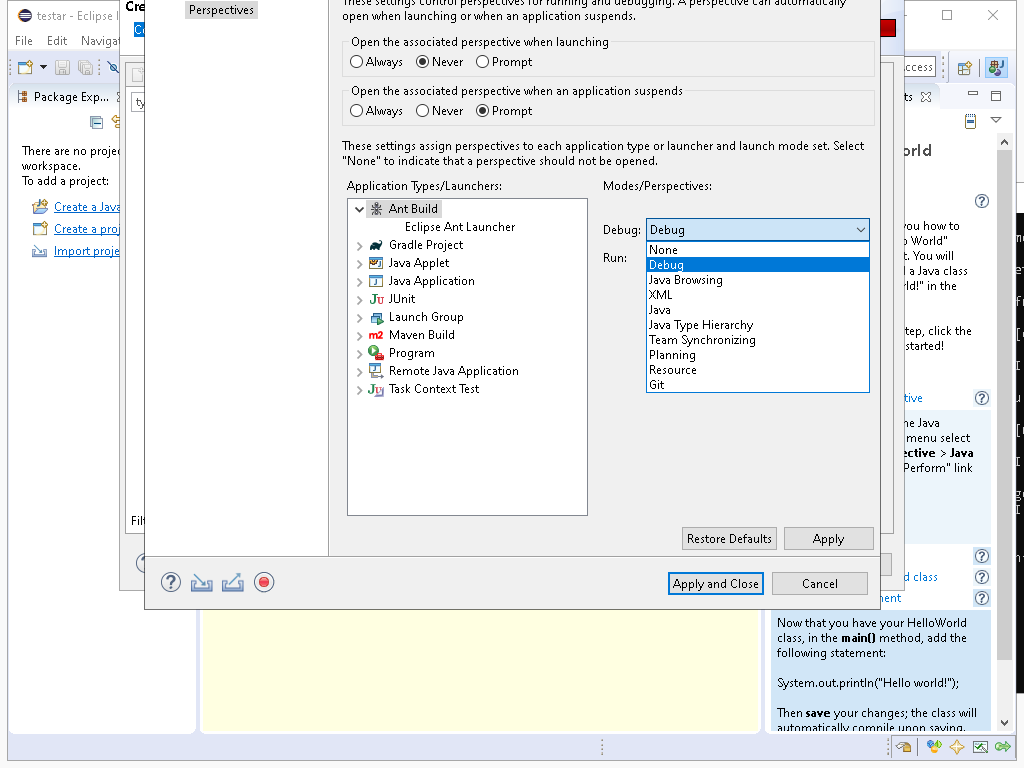 testar - Eclipse
File Edit Navigat
Cre
Perspectives
These settings control perspectives for running and debugging. A perspective can automatically
open when launching or when an application suspends.
Open the associated perspective when launching
Always Never Prompt
Open the associated perspective when an application suspends
Always Never Prompt
These settings assign perspectives to each application type or launcher and launch mode set. Select
"None" to indicate that a perspective should not be opened.
Application Types/Launchers:
Modes/Perspectives:
Ant Build
Eclipse Ant Launcher
Gradle Project
Java Applet
Java Application
JUnit
Launch Group
Maven Build
Program
Remote Java Application
Task Context Test
Debug: Debug
Run:
None
Debug
Java Browsing
XML
Java
Java Type Hierarchy
Team Synchronizing
Planning
Resource
Git
Restore Defaults Apply
Apply and Close Cancel
Package Exp...
There are no proje
workspace.
To add a project:
Create a Java
Create a proj
Import proje
ty
Filt
ccess
ts
orld
you how to
o World"
t. You will
d a Java class
rld!" in the
tep, click the
started!
tive
he Java
menu select
ective > Java
Perform" link
d class
ment
Now that you have your HelloWorld
class, in the main() method, add the
following statement:
System.out.println("Hello world!");
Then save your changes; the class will
automatically compile upon saving.